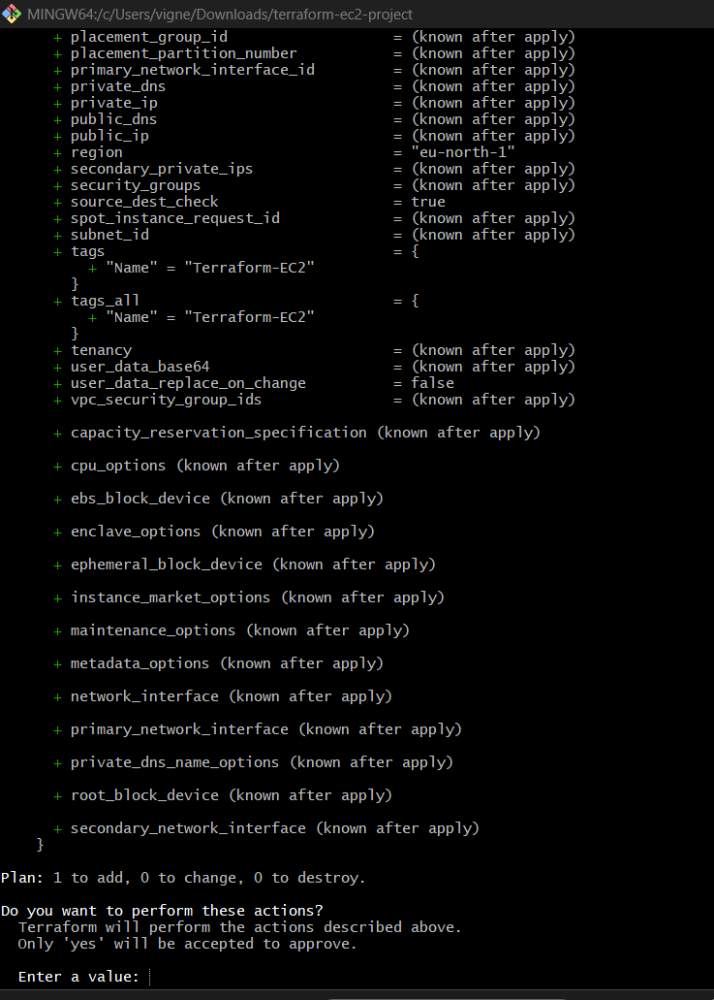 MINGW64:/c/Users/vigne/Downloads/terraform-ec2-project
+ placement_group_id = (known after apply)
+ placement_partition_number = (known after apply)
+ primary_network_interface_id = (known after apply)
+ private_dns = (known after apply)
+ private_ip = (known after apply)
+ public_dns = (known after apply)
+ public_ip = (known after apply)
+ region = "eu-north-1"
+ secondary_private_ips = (known after apply)
+ security_groups = (known after apply)
+ source_dest_check = true
+ spot_instance_request_id = (known after apply)
+ subnet_id = (known after apply)
+ tags = {
+ "Name" = "Terraform-EC2"
}
+ tags_all = {
+ "Name" = "Terraform-EC2"
}
+ tenancy = (known after apply)
+ user_data_base64 = (known after apply)
+ user_data_replace_on_change = false
+ vpc_security_group_ids = (known after apply)
+ capacity_reservation_specification (known after apply)
+ cpu_options (known after apply)
+ ebs_block_device (known after apply)
+ enclave_options (known after apply)
+ ephemeral_block_device (known after apply)
+ instance_market_options (known after apply)
+ maintenance_options (known after apply)
+ metadata_options (known after apply)
+ network_interface (known after apply)
+ primary_network_interface (known after apply)
+ private_dns_name_options (known after apply)
+ root_block_device (known after apply)
+ secondary_network_interface (known after apply)
}
Plan: 1 to add, 0 to change, 0 to destroy.
Do you want to perform these actions?
Terraform will perform the actions described above.
Only 'yes' will be accepted to approve.
Enter a value: